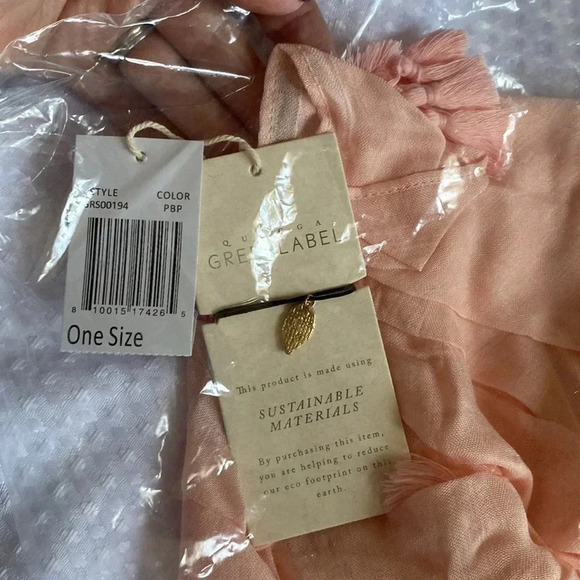 STYLE COLOR
GRS00194 PBP
8 10015 17426 5
One Size
GREEN LABEL
This product is made using
SUSTAINABLE
MATERIALS
By purchasing this item,
you are helping to reduce
our eco footprint on this
earth.